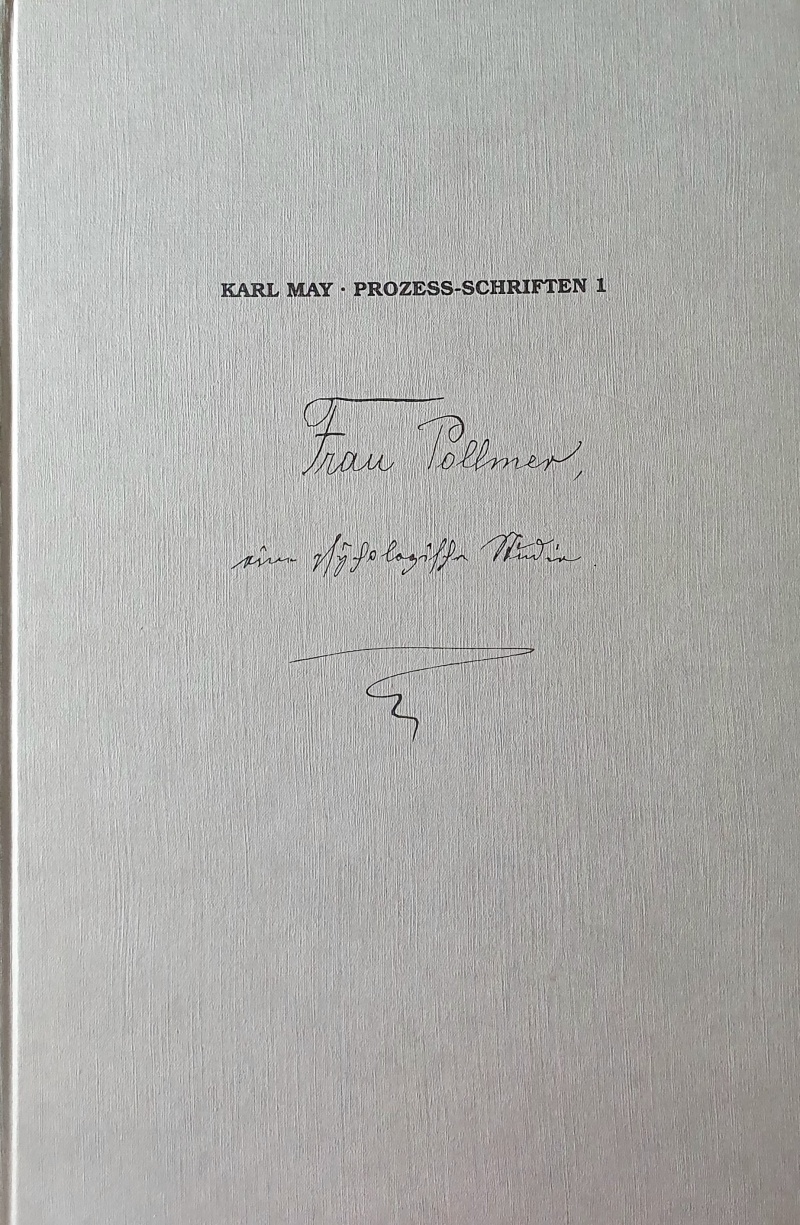 KARL MAY · PROZESS-SCHRIFTEN 1
Frau Pollmer,
eine psychologische Studie.